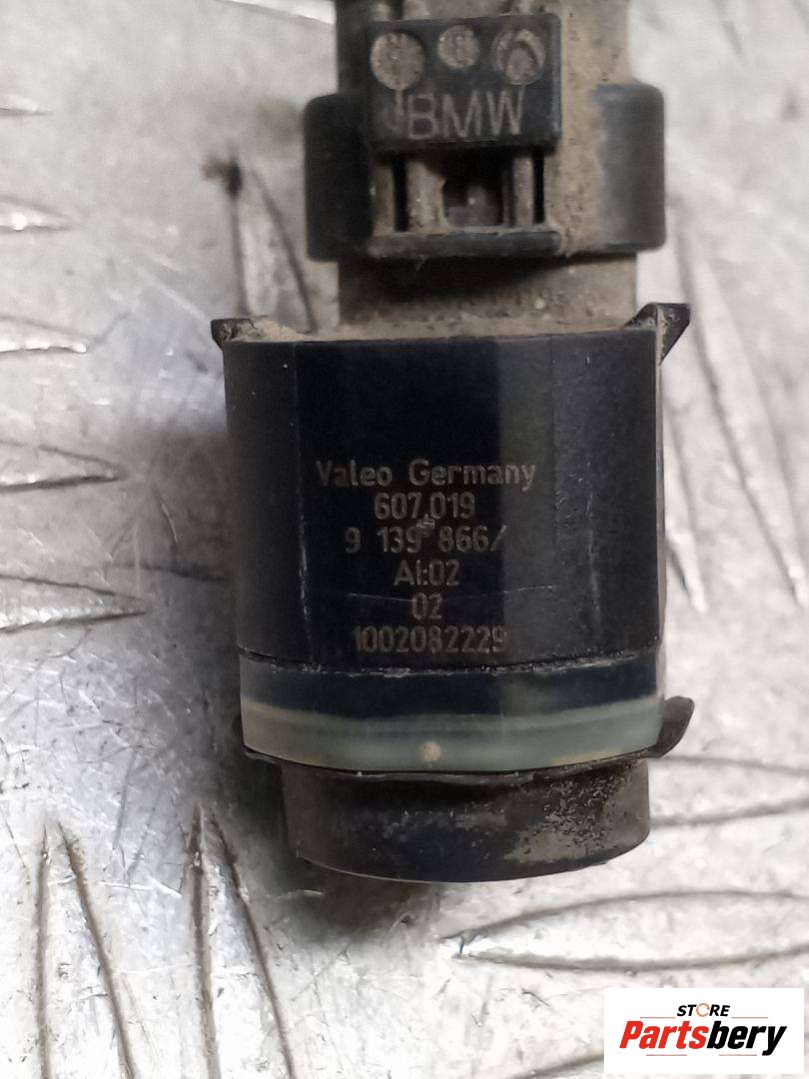 BMW
Valeo Germany
607.019
9 139 866/
AI:02
02
1002082229
STORE
Partsbery